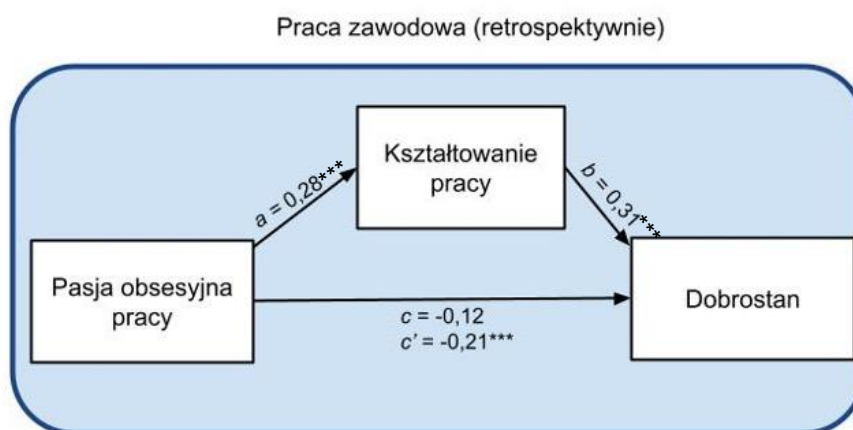 Praca zawodowa (retrospektywnie)
Kształtowanie
pracy
a = 0,28***
b = 0,31***
Pasja obsesyjna
pracy
c = -0,12
c' = -0,21***
Dobrostan